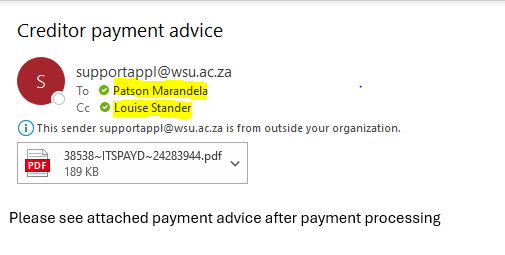 Creditor payment advice
S
supportappl@wsu.ac.za
To Patson Marandela
Cc Louise Stander
This sender supportappl@wsu.ac.za is from outside your organization.
PDF
38538~ITSPAYD~24283944.pdf
189 KB
Please see attached payment advice after payment processing